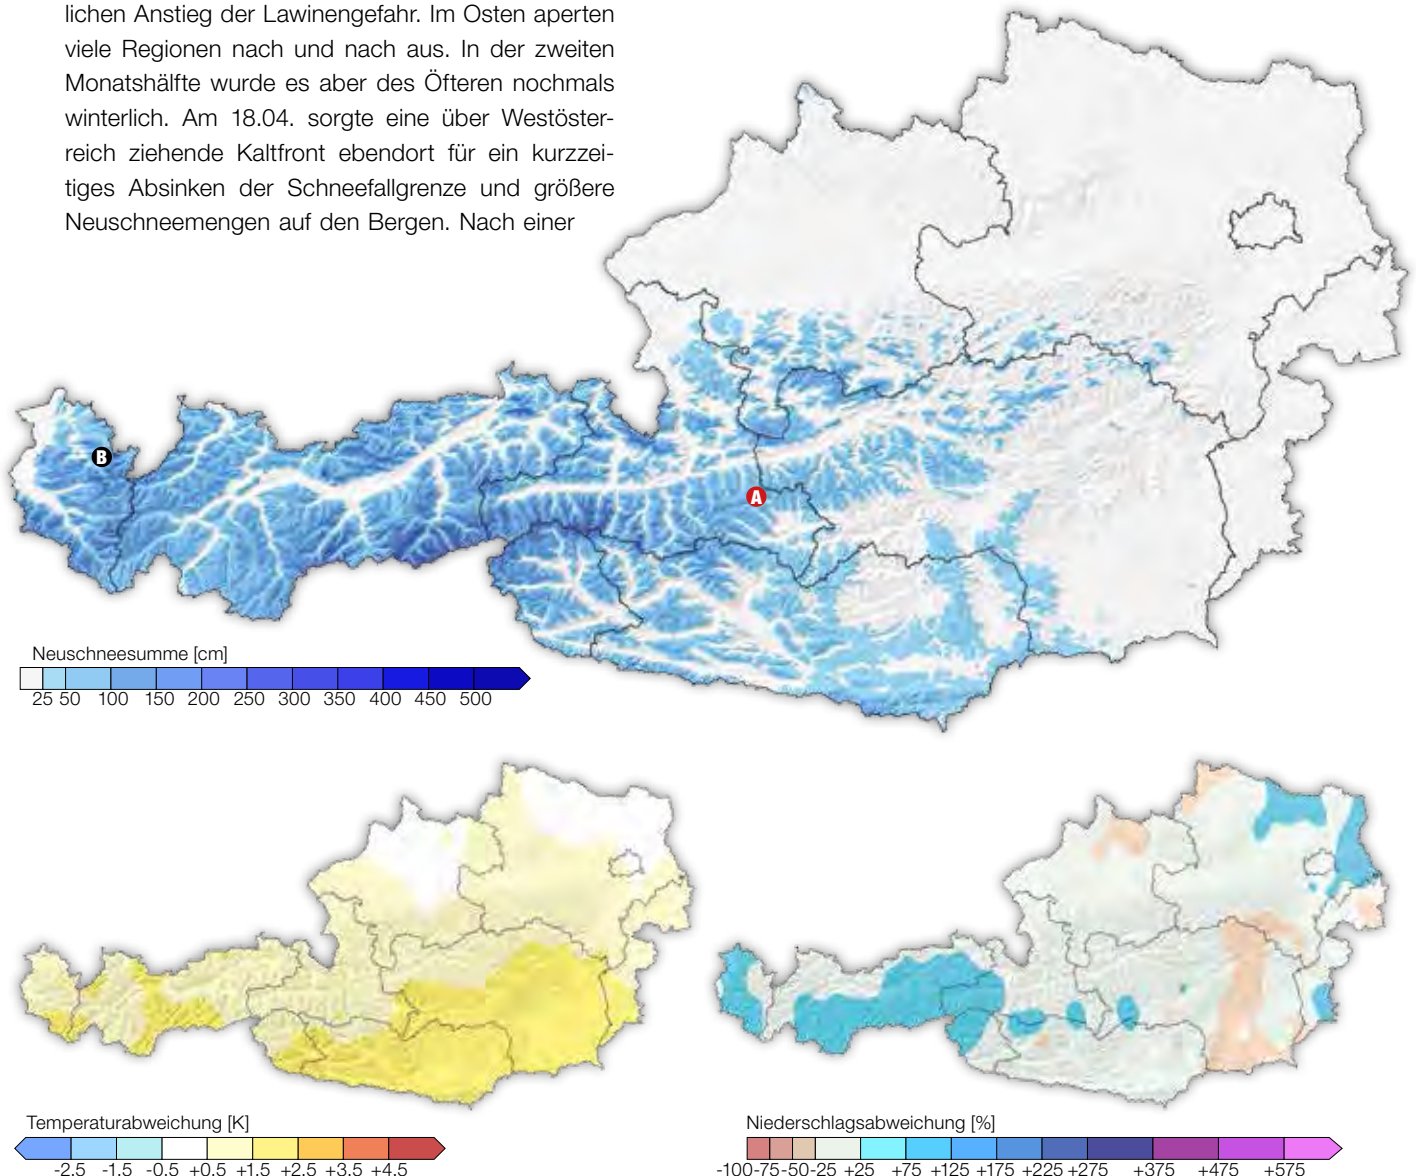 lichen Anstieg der Lawinengefahr. Im Osten aperten
viele Regionen nach und nach aus. In der zweiten
Monatshälfte wurde es aber des Öfteren nochmals
winterlich. Am 18.04. sorgte eine über Westöster-
reich ziehende Kaltfront ebendort für ein kurzzei-
tiges Absinken der Schneefallgrenze und größere
Neuschneemengen auf den Bergen. Nach einer
B
A
Neuschneesumme [cm]
25 50 100 150 200 250 300 350 400 450 500
Temperaturabweichung [K]
-2.5 -1.5 -0.5 +0.5 +1.5 +2.5 +3.5 +4.5
Niederschlagsabweichung [%]
-100 -75 -50 -25 +25 +75 +125 +175 +225 +275 +375 +475 +575